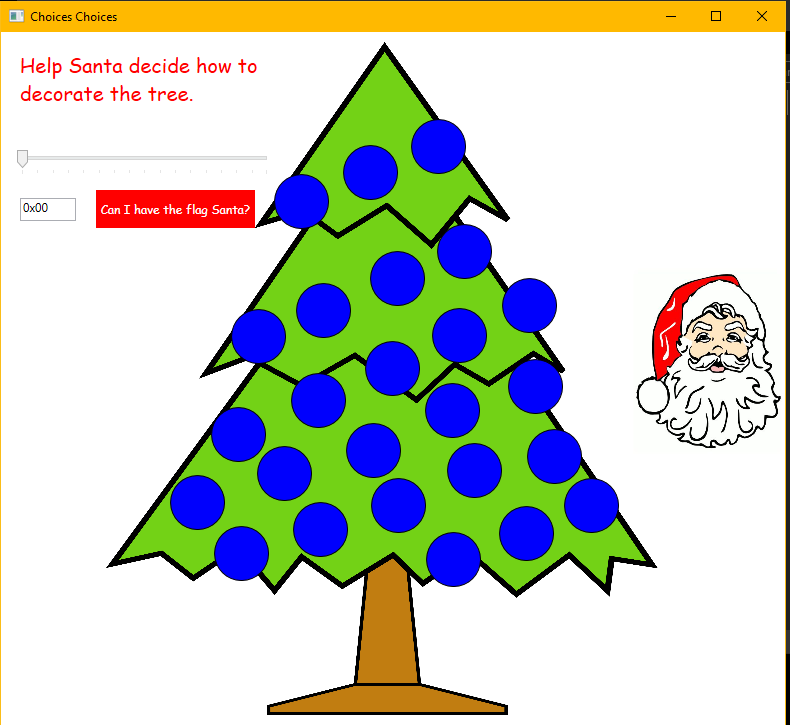 Choices Choices
Help Santa decide how to
decorate the tree.
0x00
Can I have the flag Santa?